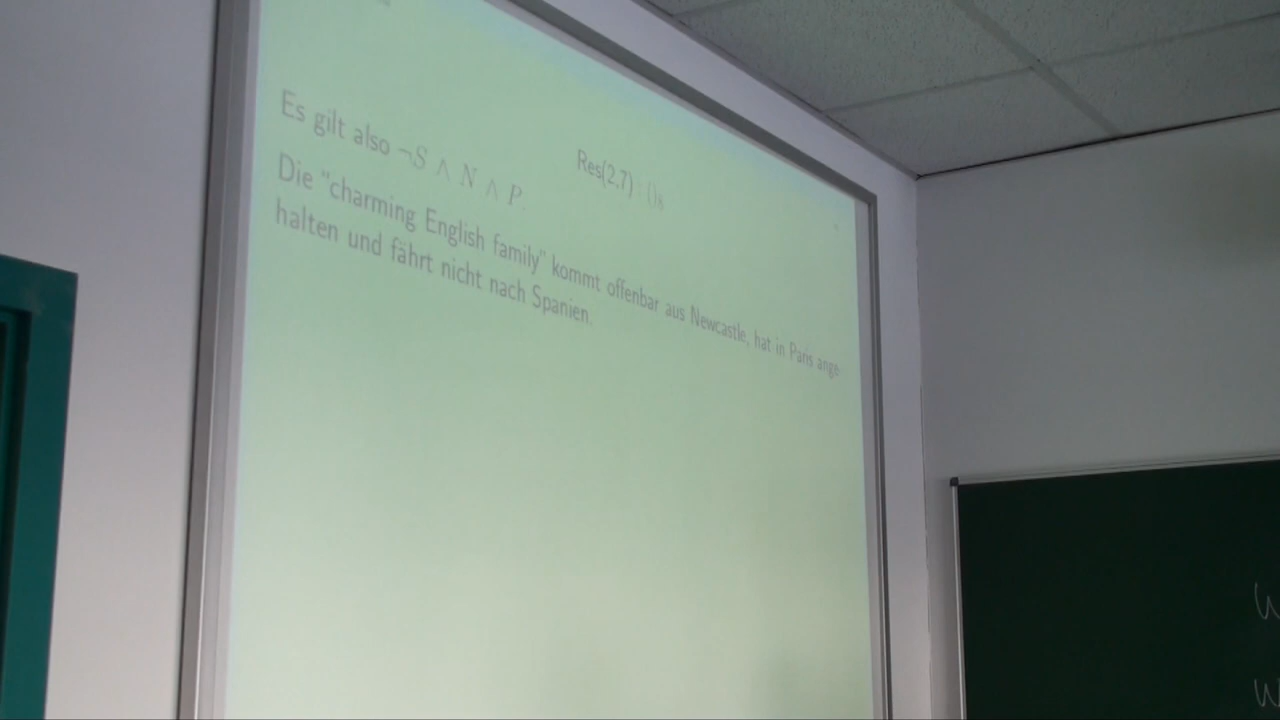 Res(2,7) : ()8
Es gilt also ¬S ∧ N ∧ P.
Die "charming English family" kommt offenbar aus Newcastle, hat in Paris ange-
halten und fährt nicht nach Spanien.
W
W